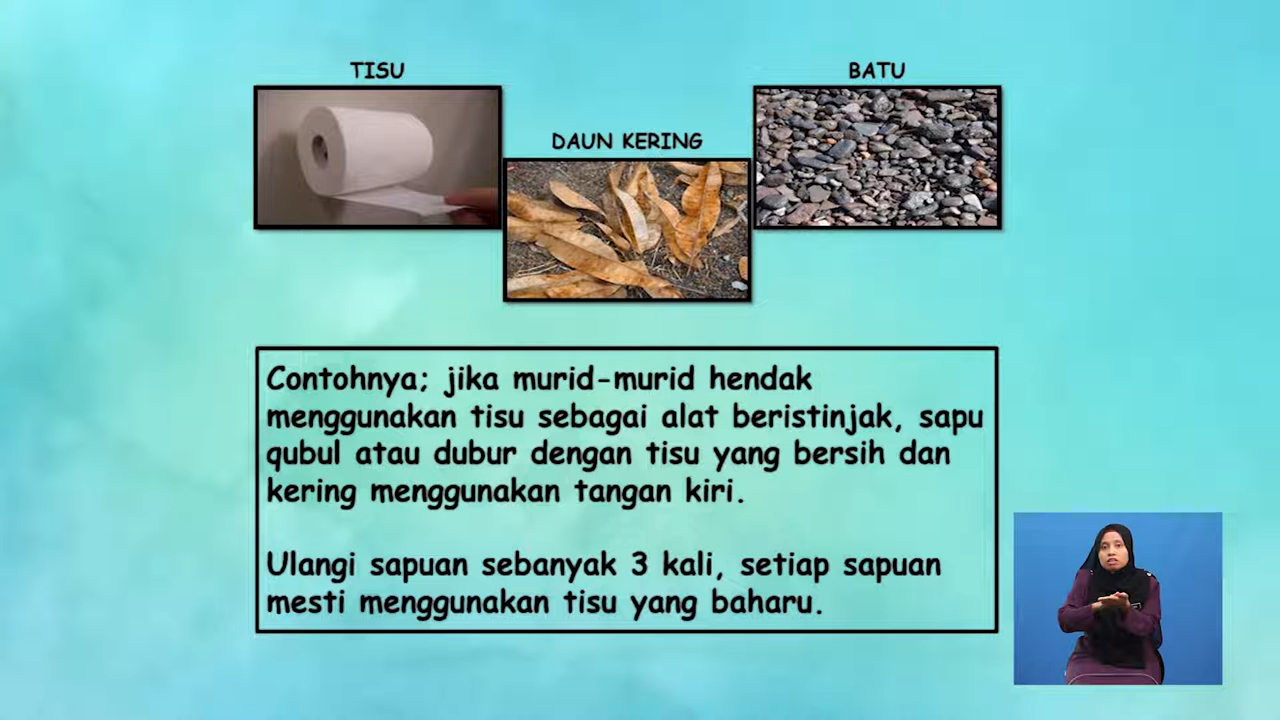 TISU
BATU
DAUN KERING
Contohnya; jika murid-murid hendak
menggunakan tisu sebagai alat beristinjak, sapu
qubul atau dubur dengan tisu yang bersih dan
kering menggunakan tangan kiri.
Ulangi sapuan sebanyak 3 kali, setiap sapuan
mesti menggunakan tisu yang baharu.